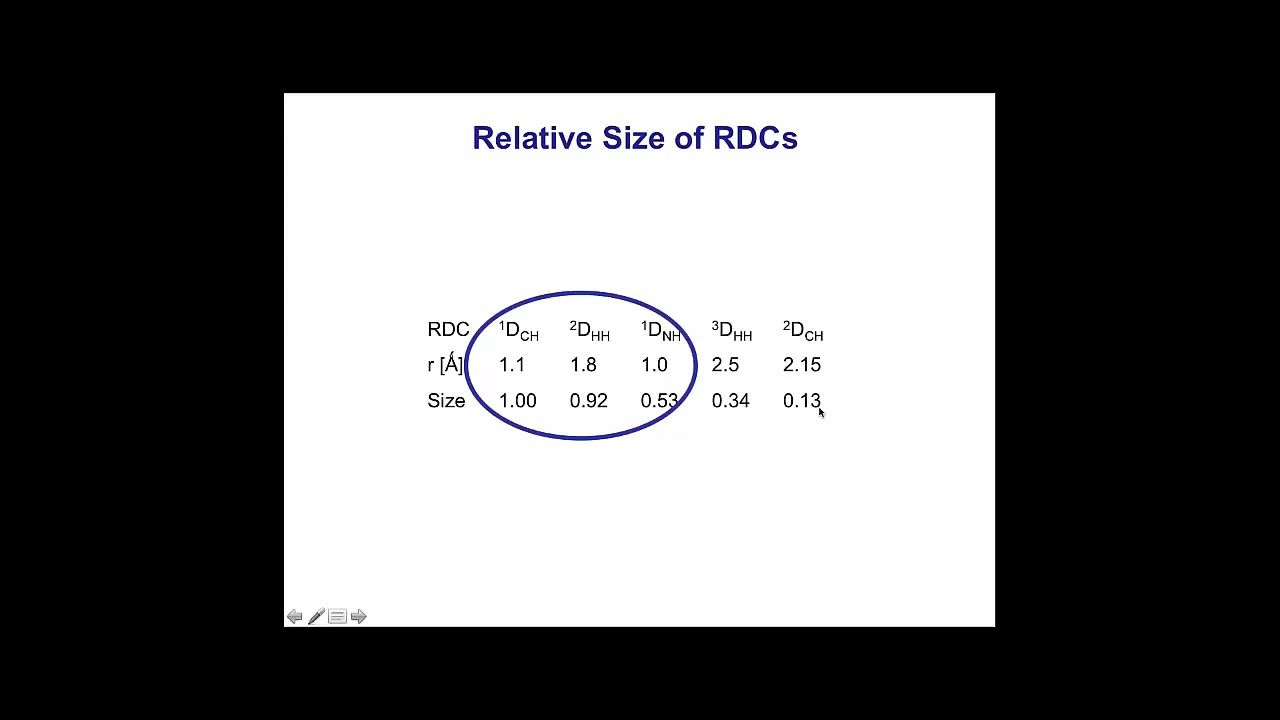 Relative Size of RDCs
RDC ¹D_CH ²D_HH ¹D_NH ³D_HH ²D_CH
r [Å] 1.1 1.8 1.0 2.5 2.15
Size 1.00 0.92 0.53 0.34 0.13